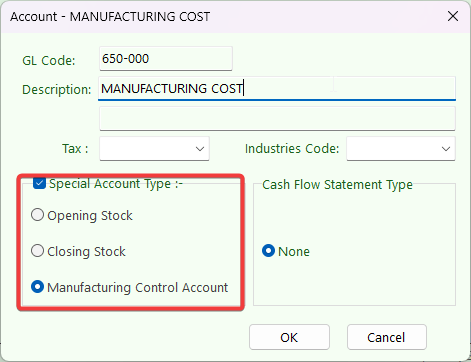 Account - MANUFACTURING COST
GL Code: 650-000
Description: MANUFACTURING COST
Tax : Industries Code:
Special Account Type :-
Opening Stock
Closing Stock
Manufacturing Control Account
Cash Flow Statement Type
None
OK Cancel